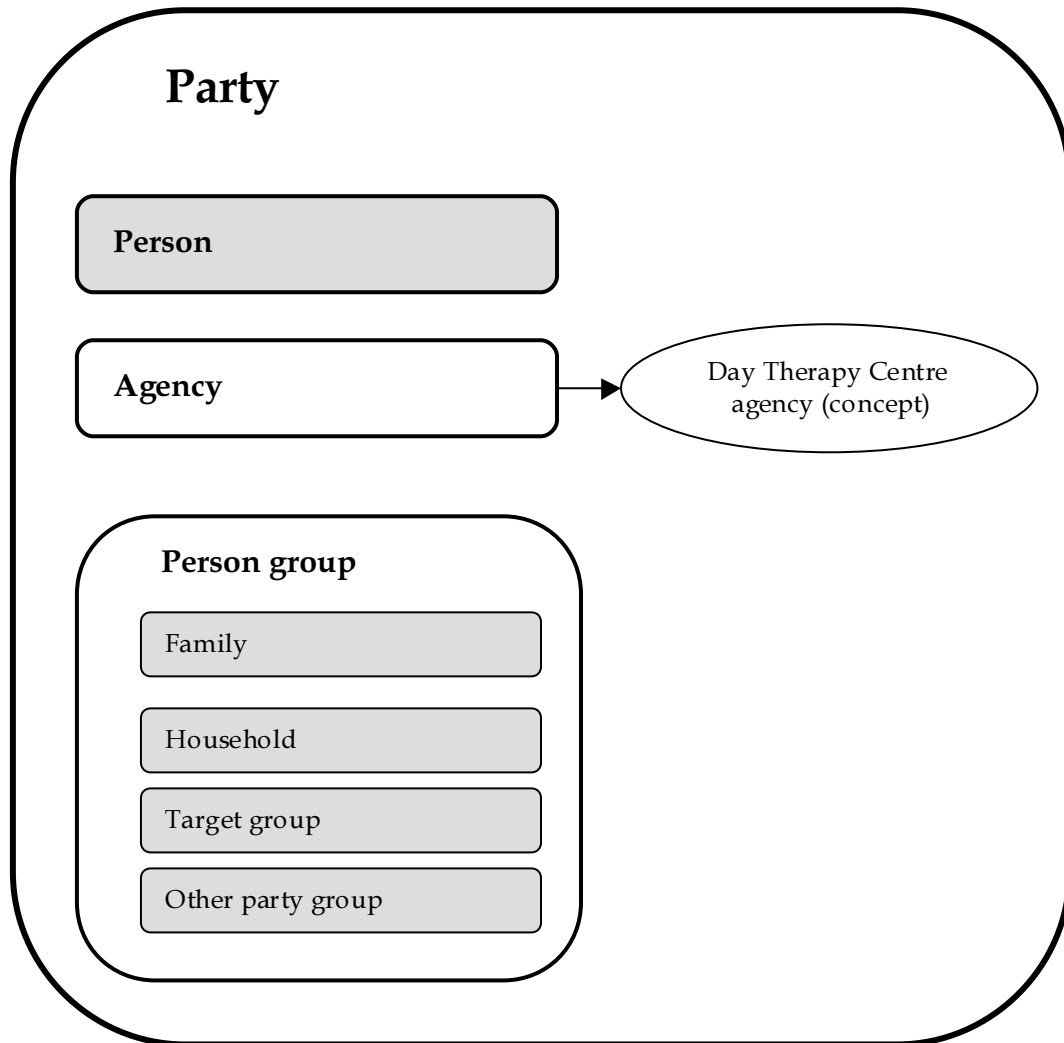 Party
Person
Agency
Day Therapy Centre
agency (concept)
Person group
Family
Household
Target group
Other party group